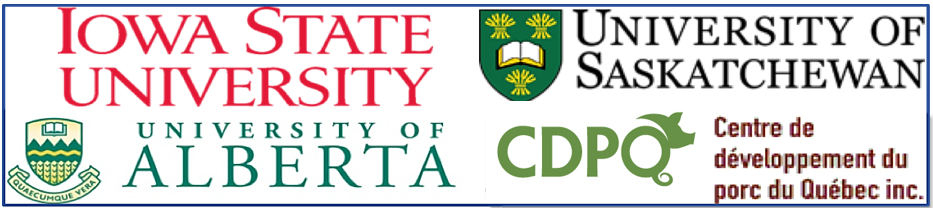 IOWA STATE
UNIVERSITY
UNIVERSITY OF
SASKATCHEWAN
UNIVERSITY OF
ALBERTA
QUAECUMQUE VERA
CDPQ
Centre de
développement du
porc du Québec inc.